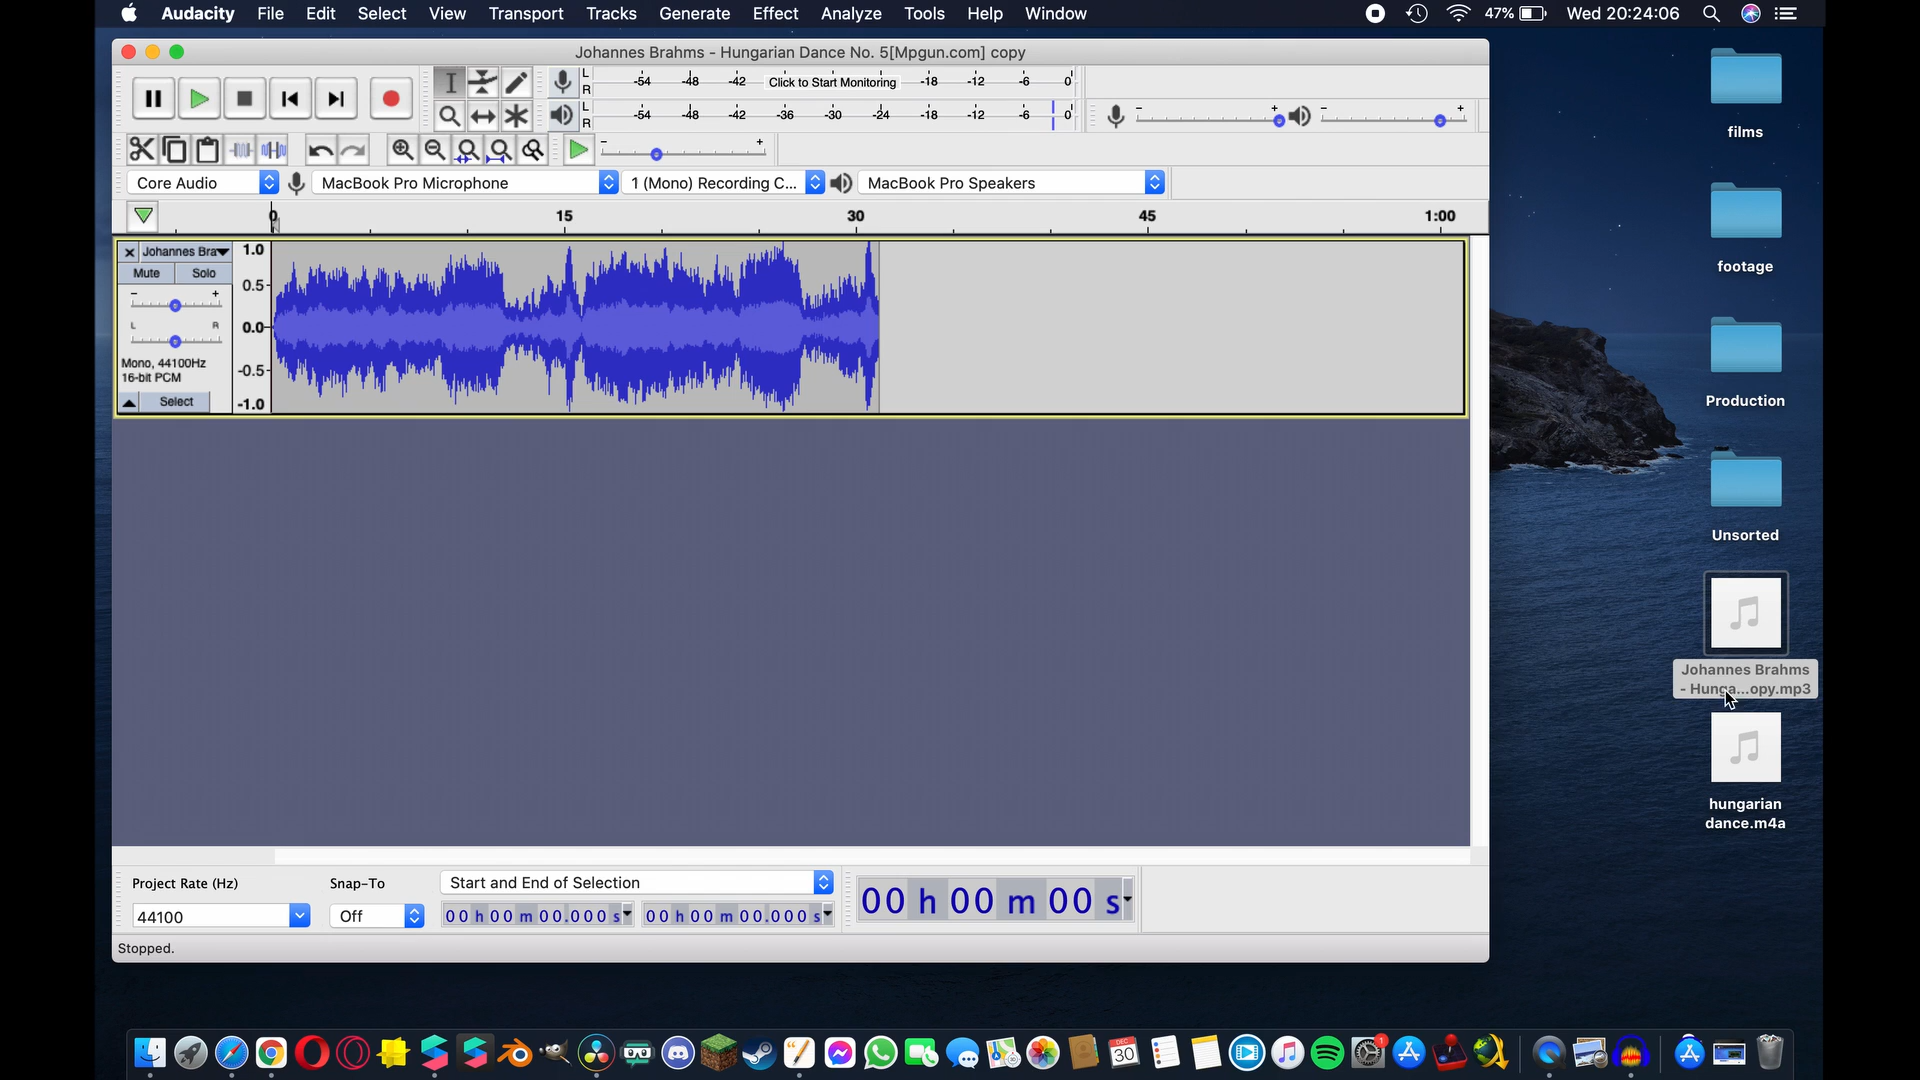 Audacity File Edit Select View Transport Tracks Generate Effect Analyze Tools Help Window 47% Wed 20:24:06
Johannes Brahms - Hungarian Dance No. 5[Mpgun.com] copy
L R -54 -48 -42 Click to Start Monitoring -18 -12 -6 0
L R -54 -48 -42 -36 -30 -24 -18 -12 -6 0 - + - +
- +
Core Audio MacBook Pro Microphone 1 (Mono) Recording C... MacBook Pro Speakers
0 15 30 45 1:00
Johannes Bra
Mute Solo
- +
L R
Mono, 44100Hz
16-bit PCM
Select
1.0
0.5
0.0
-0.5
-1.0
films
footage
Production
Unsorted
Johannes Brahms
- Hunga...opy.mp3
hungarian
dance.m4a
Project Rate (Hz) Snap-To Start and End of Selection
44100 Off 00 h 00 m 00.000 s 00 h 00 m 00.000 s 00 h 00 m 00 s
Stopped.
DEC
30
1